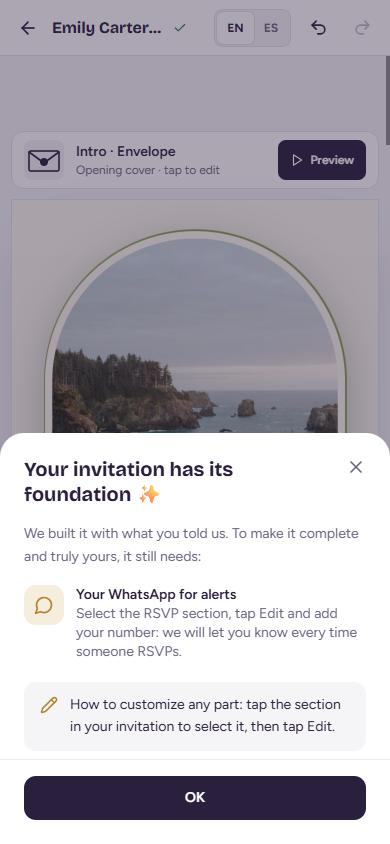 Emily Carter...
EN
ES
Intro · Envelope
Opening cover · tap to edit
Preview
Your invitation has its
foundation ✨
We built it with what you told us. To make it complete
and truly yours, it still needs:
Your WhatsApp for alerts
Select the RSVP section, tap Edit and add
your number: we will let you know every time
someone RSVPs.
How to customize any part: tap the section
in your invitation to select it, then tap Edit.
OK